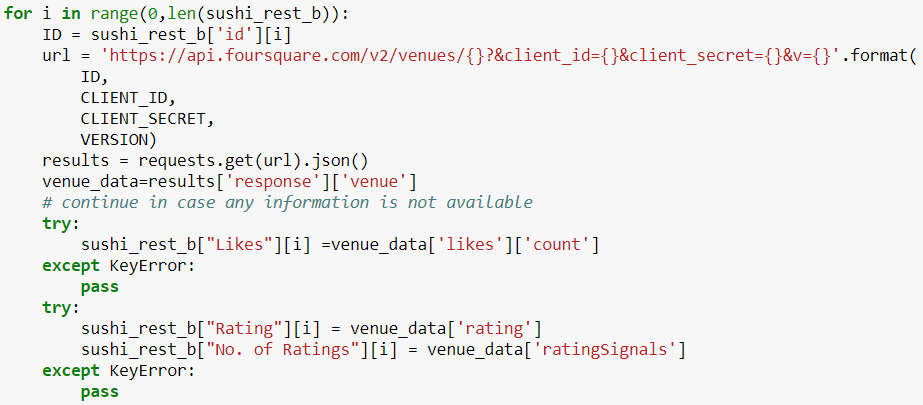 for i in range(0,len(sushi_rest_b)):
    ID = sushi_rest_b['id'][i]
    url = 'https://api.foursquare.com/v2/venues/{}?&client_id={}&client_secret={}&v={}'.format(
        ID,
        CLIENT_ID,
        CLIENT_SECRET,
        VERSION)
    results = requests.get(url).json()
    venue_data=results['response']['venue']
    # continue in case any information is not available
    try:
        sushi_rest_b["Likes"][i] =venue_data['likes']['count']
    except KeyError:
        pass
    try:
        sushi_rest_b["Rating"][i] = venue_data['rating']
        sushi_rest_b["No. of Ratings"][i] = venue_data['ratingSignals']
    except KeyError:
        pass